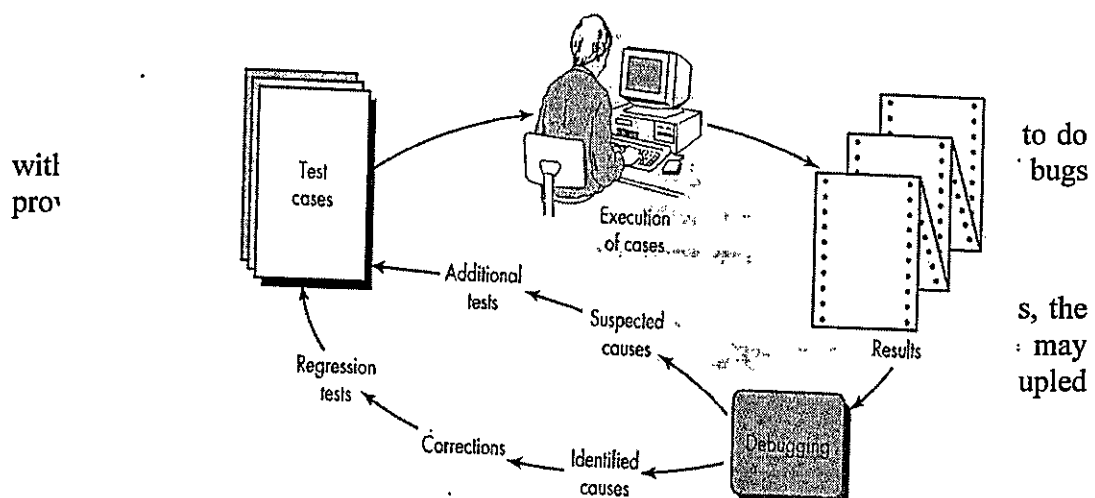 to do
with
bugs
Test
cases
Execution
of cases
Additional
tests
Suspected
causes
s, the
Results
may
upled
Regression
tests
Debugging
Corrections
Identified
causes